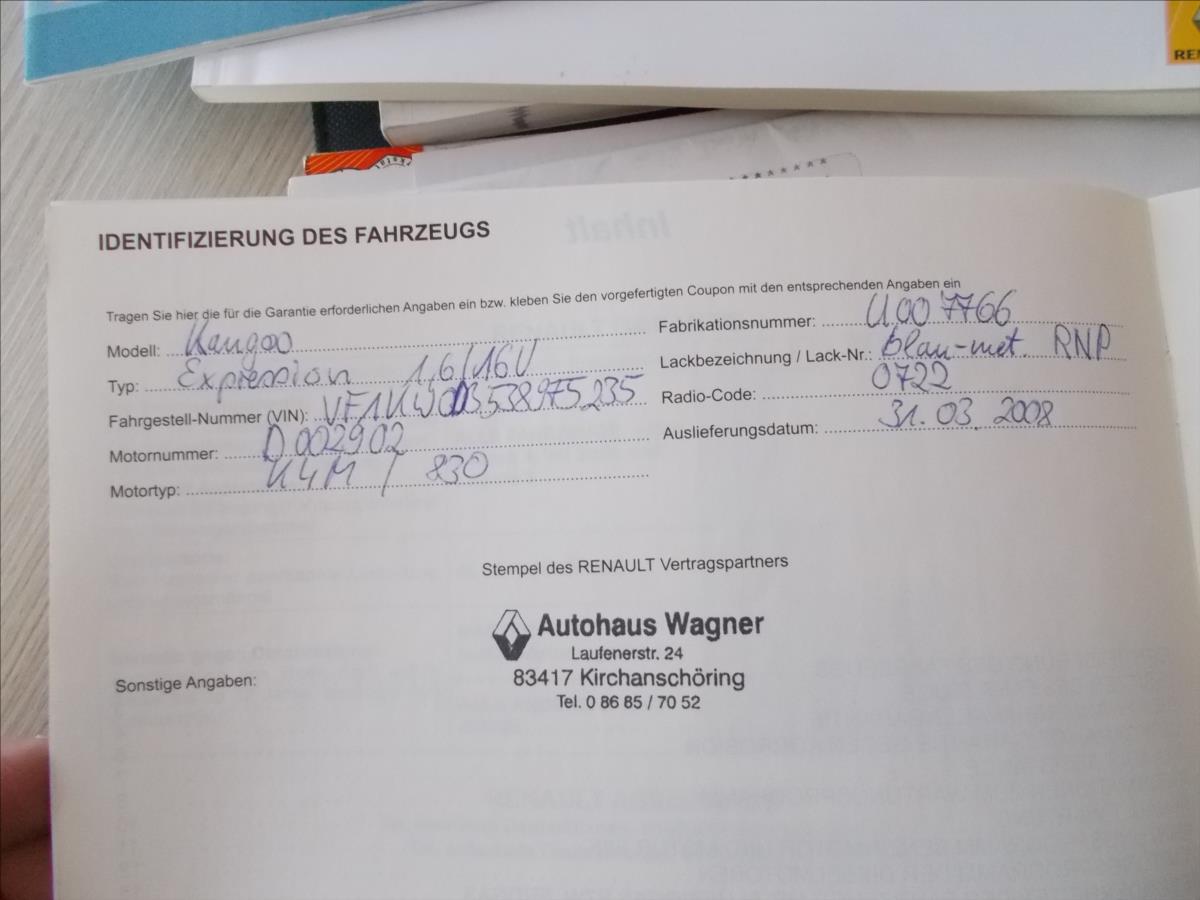 IDENTIFIZIERUNG DES FAHRZEUGS
Tragen Sie hier die für die Garantie erforderlichen Angaben ein bzw. kleben Sie den vorgefertigten Coupon mit den entsprechenden Angaben ein
Modell: Kangoo
Typ: Expression 1,6/16V
Fahrgestell-Nummer (VIN): VF1KW0D3538975235
Motornummer: D002902
Motortyp: K4M / 830
Fabrikationsnummer: U007766
Lackbezeichnung / Lack-Nr.: blau-met. RNP
Radio-Code: 0722
Auslieferungsdatum: 31.03.2008
Stempel des RENAULT Vertragspartners
Autohaus Wagner
Laufenerstr. 24
83417 Kirchanschöring
Tel. 0 86 85 / 70 52
Sonstige Angaben: